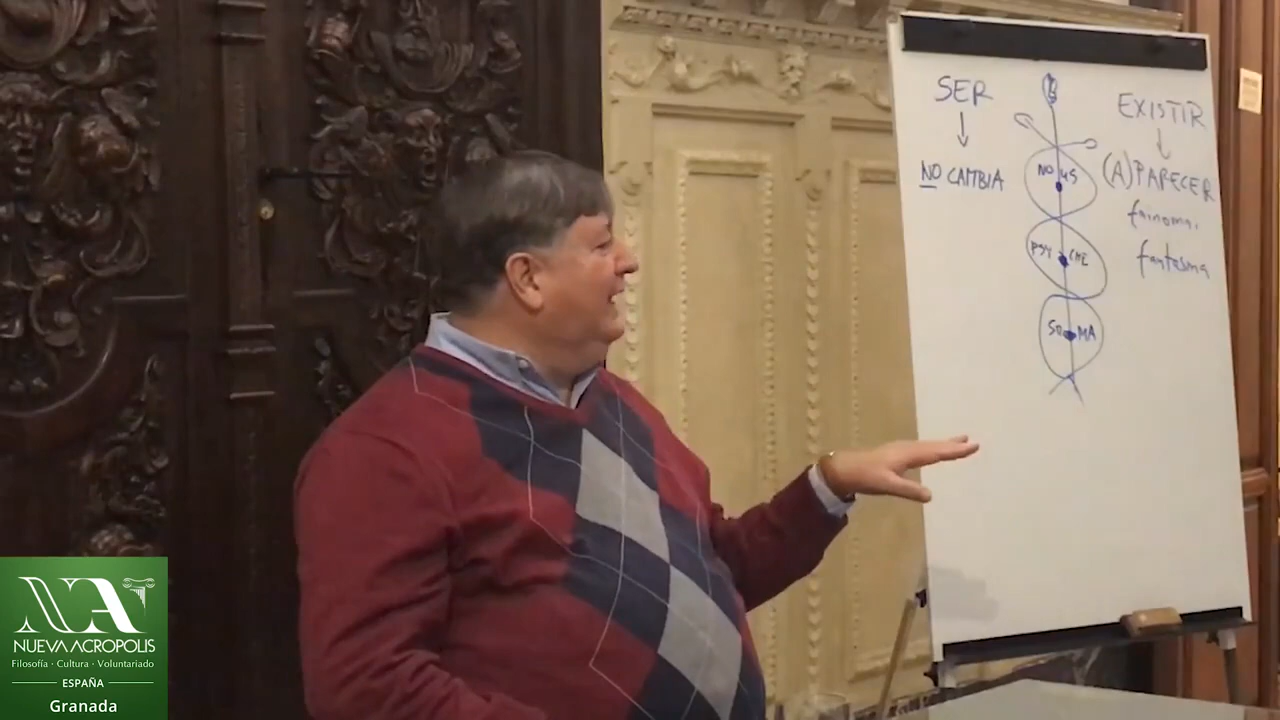 SER
NO CAMBIA
NOUS
PSYCHE
SOMA
EXISTIR
(A)PARECER
fainoma.
fantasma
NUEVA ACROPOLIS
Filosofía · Cultura · Voluntariado
ESPAÑA
Granada